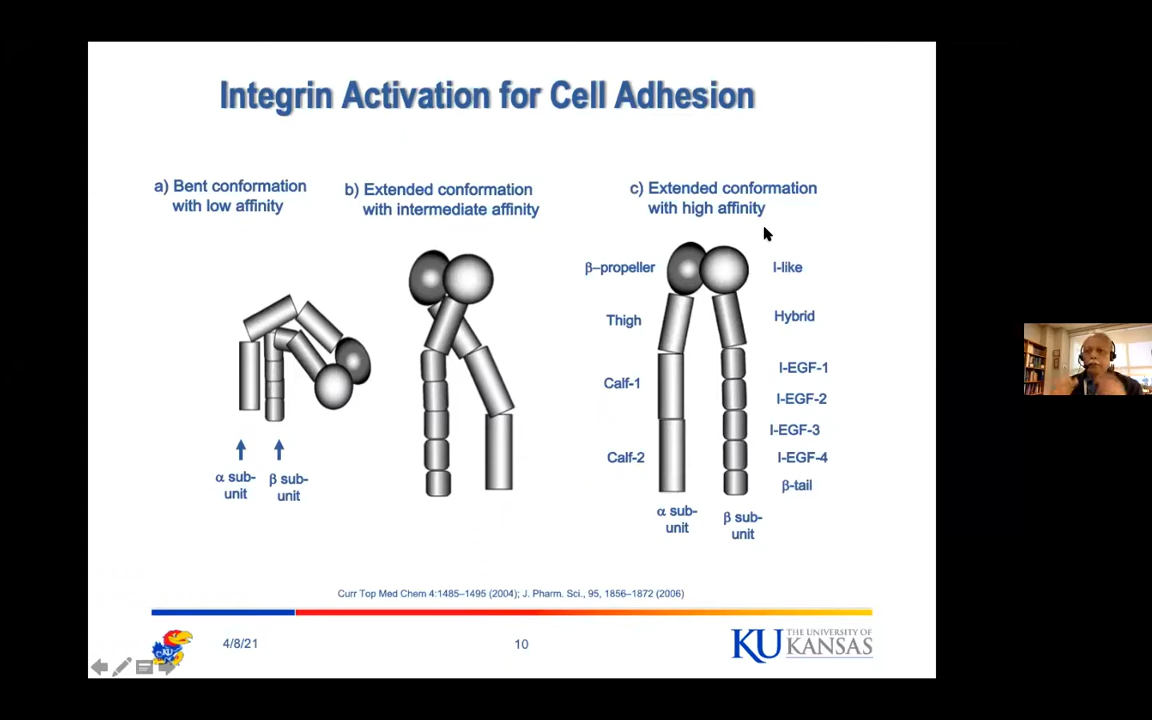 Integrin Activation for Cell Adhesion
a) Bent conformation
with low affinity
b) Extended conformation
with intermediate affinity
c) Extended conformation
with high affinity
β–propeller
I-like
Thigh
Hybrid
Calf-1
I-EGF-1
I-EGF-2
I-EGF-3
Calf-2
I-EGF-4
β-tail
α sub-
unit
β sub-
unit
α sub-
unit
β sub-
unit
Curr Top Med Chem 4:1485–1495 (2004); J. Pharm. Sci., 95, 1856–1872 (2006)
KU
4/8/21
10
KU THE UNIVERSITY OF
KANSAS